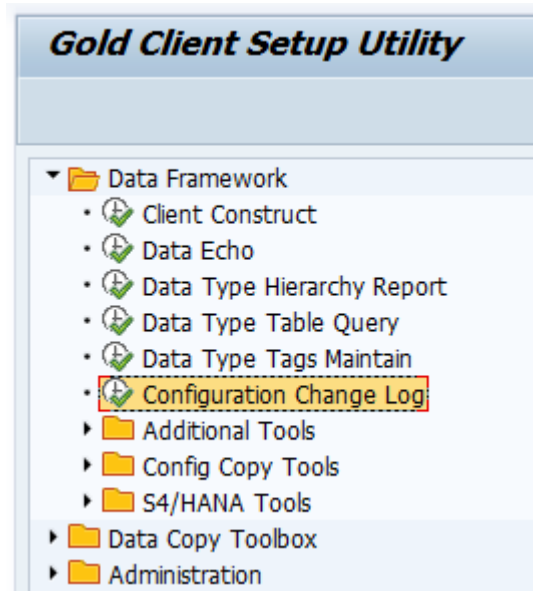 Gold Client Setup Utility
Data Framework
Client Construct
Data Echo
Data Type Hierarchy Report
Data Type Table Query
Data Type Tags Maintain
Configuration Change Log
Additional Tools
Config Copy Tools
S4/HANA Tools
Data Copy Toolbox
Administration